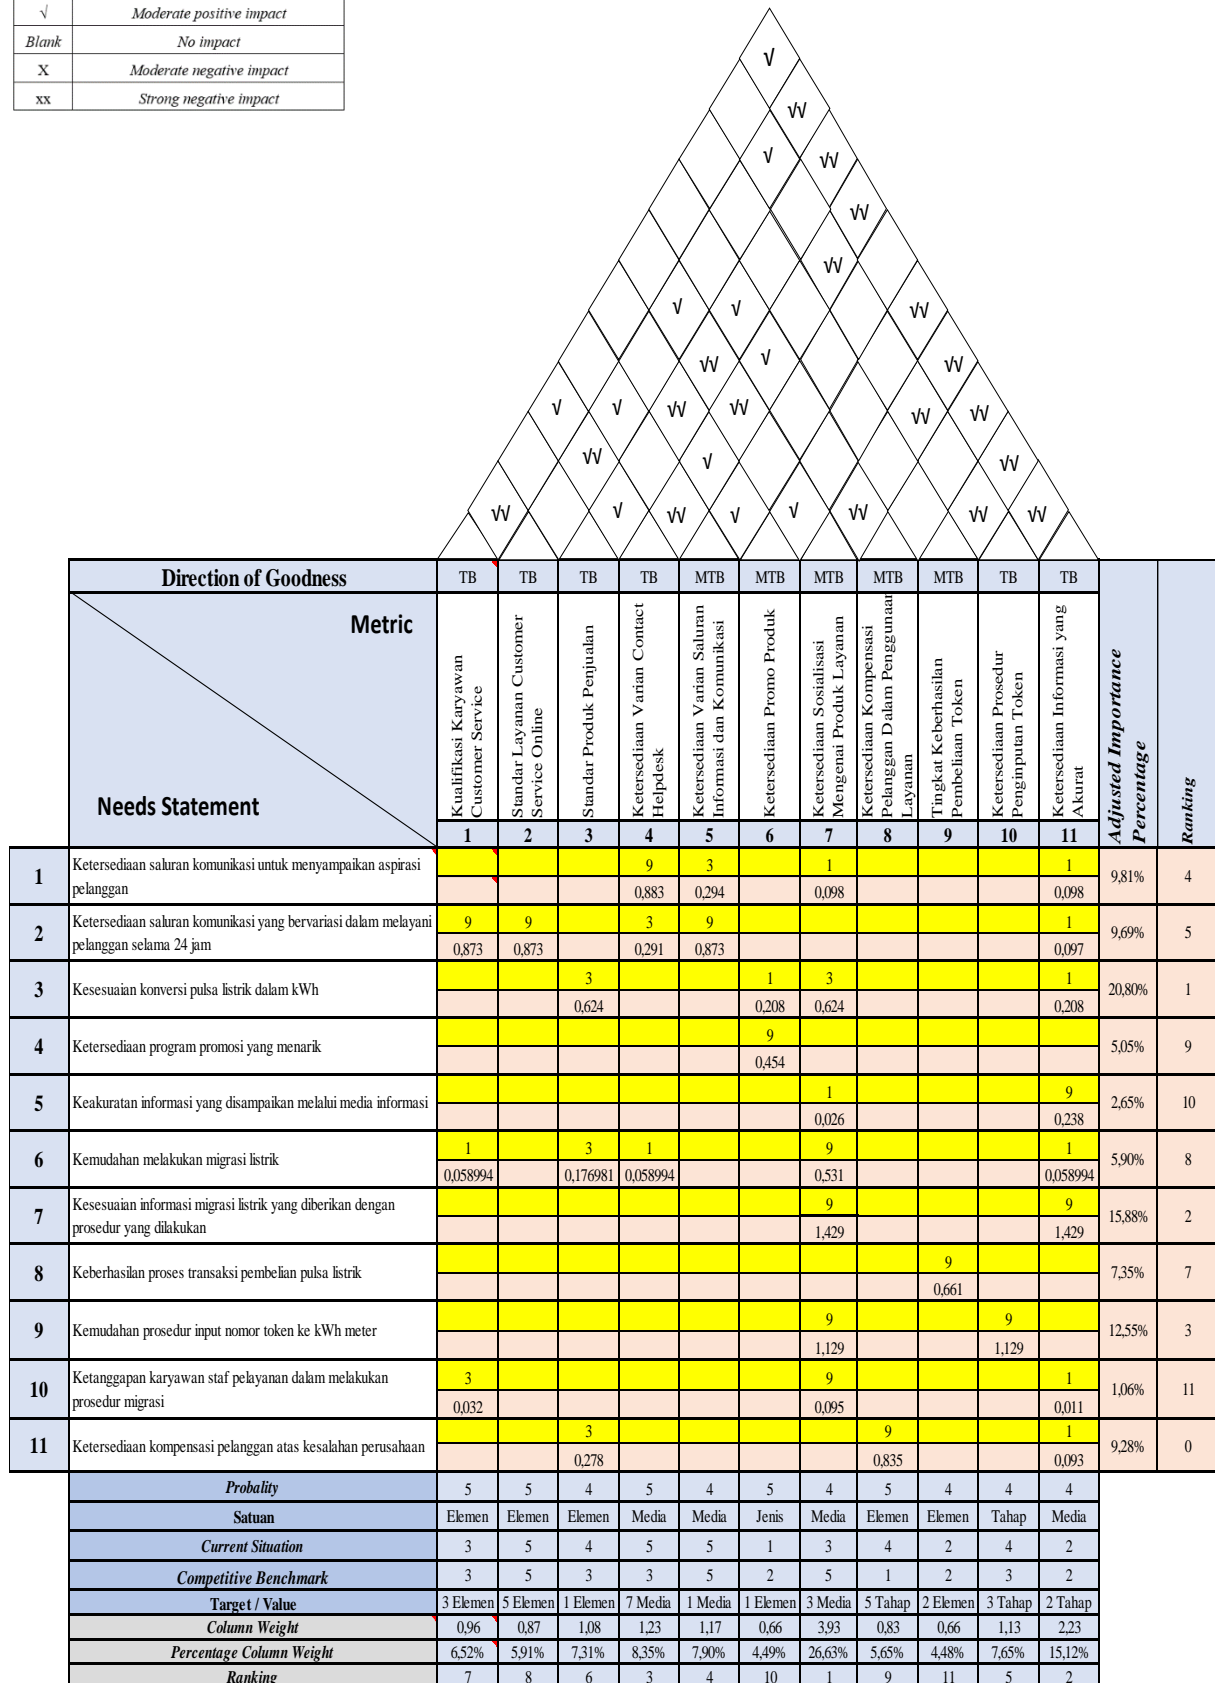 √ Moderate positive impact
Blank No impact
X Moderate negative impact
xx Strong negative impact
√
√√
√ √√
√√
√√
√ √ √√
√√ √ √√
√ √ √√ √√ √√ √√
√√ √ √√
√√ √ √√ √ √ √√ √√ √√
Direction of Goodness TB TB TB TB MTB MTB MTB MTB MTB TB TB
Metric
Needs Statement
Kualifikasi Karyawan
Customer Service
Standar Layanan Customer
Service Online
Standar Produk Penjualan
Ketersediaan Varian Contact
Helpdesk
Ketersediaan Varian Saluran
Informasi dan Komunikasi
Ketersediaan Promo Produk
Ketersediaan Sosialisasi
Mengenai Produk Layanan
Ketersediaan Kompensasi
Pelanggan Dalam Penggunaan
Layanan
Tingkat Keberhasilan
Pembeliaan Token
Ketersediaan Prosedur
Penginputan Token
Ketersediaan Informasi yang
Akurat
Adjusted Importance
Percentage
Ranking
1 2 3 4 5 6 7 8 9 10 11
1 Ketersediaan saluran komunikasi untuk menyampaikan aspirasi
pelanggan
9 3 1 1
0,883 0,294 0,098 0,098
9,81% 4
2 Ketersediaan saluran komunikasi yang bervariasi dalam melayani
pelanggan selama 24 jam
9 9 3 9 1
0,873 0,873 0,291 0,873 0,097
9,69% 5
3 Kesesuaian konversi pulsa listrik dalam kWh
3 1 3 1
0,624 0,208 0,624 0,208
20,80% 1
4 Ketersediaan program promosi yang menarik
9
0,454
5,05% 9
5 Keakuratan informasi yang disampaikan melalui media informasi
1 9
0,026 0,238
2,65% 10
6 Kemudahan melakukan migrasi listrik
1 3 1 9 1
0,058994 0,176981 0,058994 0,531 0,058994
5,90% 8
7 Kesesuaian informasi migrasi listrik yang diberikan dengan
prosedur yang dilakukan
9 9
1,429 1,429
15,88% 2
8 Keberhasilan proses transaksi pembelian pulsa listrik
9
0,661
7,35% 7
9 Kemudahan prosedur input nomor token ke kWh meter
9 9
1,129 1,129
12,55% 3
10 Ketanggapan karyawan staf pelayanan dalam melakukan
prosedur migrasi
3 9 1
0,032 0,095 0,011
1,06% 11
11 Ketersediaan kompensasi pelanggan atas kesalahan perusahaan
3 9 1
0,278 0,835 0,093
9,28% 0
Probality 5 5 4 5 4 5 4 5 4 4 4
Satuan Elemen Elemen Elemen Media Media Jenis Media Elemen Elemen Tahap Media
Current Situation 3 5 4 5 5 1 3 4 2 4 2
Competitive Benchmark 3 5 3 3 5 2 5 1 2 3 2
Target / Value 3 Elemen 5 Elemen 1 Elemen 7 Media 1 Media 1 Elemen 3 Media 5 Tahap 2 Elemen 3 Tahap 2 Tahap
Column Weight 0,96 0,87 1,08 1,23 1,17 0,66 3,93 0,83 0,66 1,13 2,23
Percentage Column Weight 6,52% 5,91% 7,31% 8,35% 7,90% 4,49% 26,63% 5,65% 4,48% 7,65% 15,12%
Ranking 7 8 6 3 4 10 1 9 11 5 2